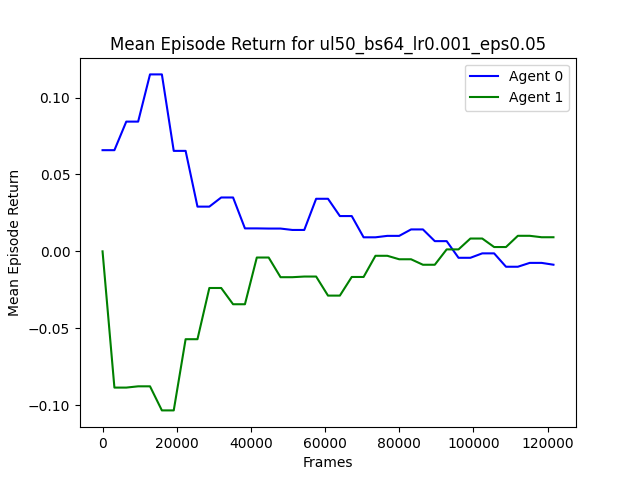 Mean Episode Return for ul50_bs64_lr0.001_eps0.05
Agent 0
Agent 1
0.10
0.05
0.00
−0.05
−0.10
Mean Episode Return
0 20000 40000 60000 80000 100000 120000
Frames